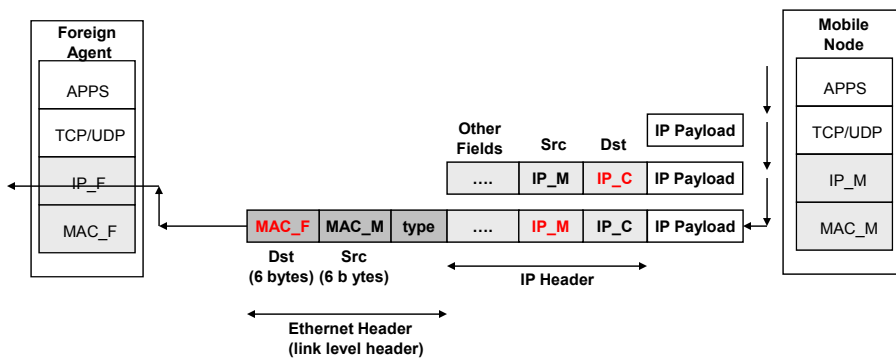 Foreign
Agent
APPS
TCP/UDP
IP_F
MAC_F
Mobile
Node
APPS
TCP/UDP
IP_M
MAC_M
IP Payload
Other
Fields
Src
Dst
....
IP_M
IP_C
IP Payload
MAC_F
MAC_M
type
....
IP_M
IP_C
IP Payload
Dst
(6 bytes)
Src
(6 b ytes)
IP Header
Ethernet Header
(link level header)